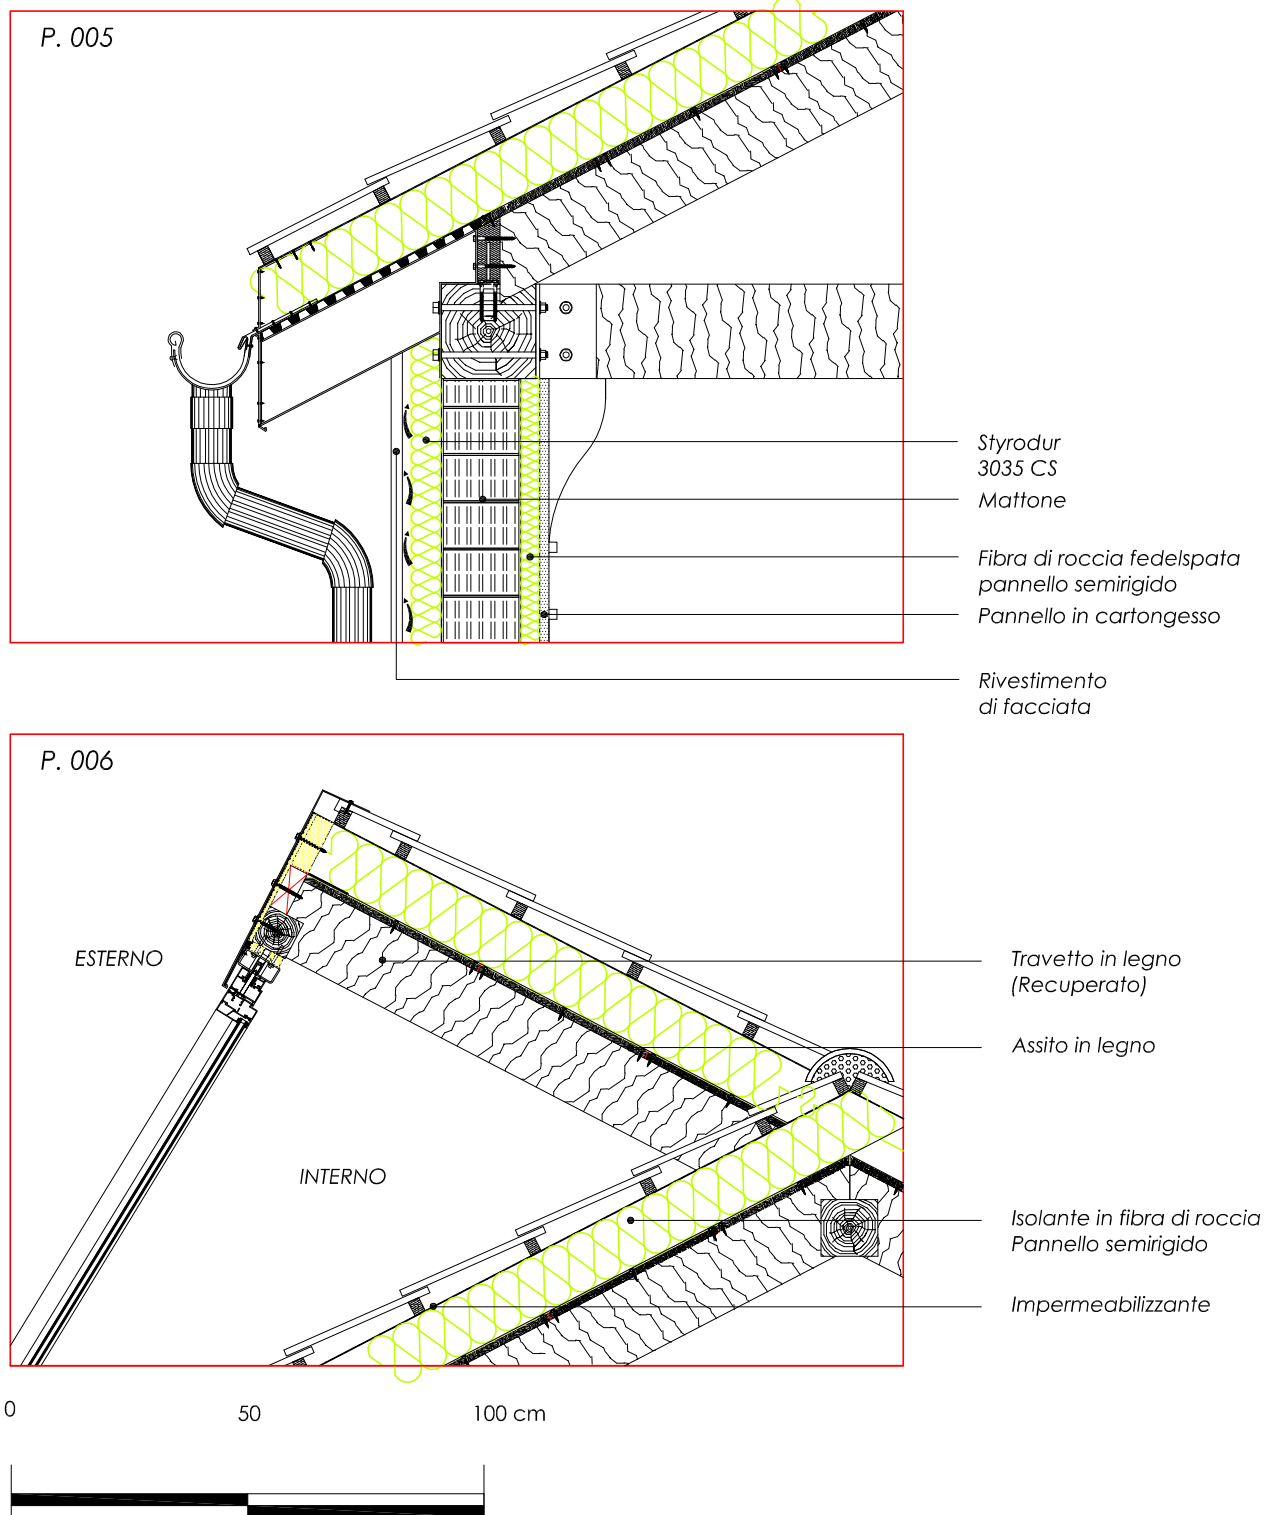 P. 005
Styrodur
3035 CS
Mattone
Fibra di roccia fedelspata
pannello semirigido
Pannello in cartongesso
Rivestimento
di facciata
P. 006
ESTERNO
Travetto in legno
(Recuperato)
Assito in legno
INTERNO
Isolante in fibra di roccia
Pannello semirigido
Impermeabilizzante
0 50 100 cm